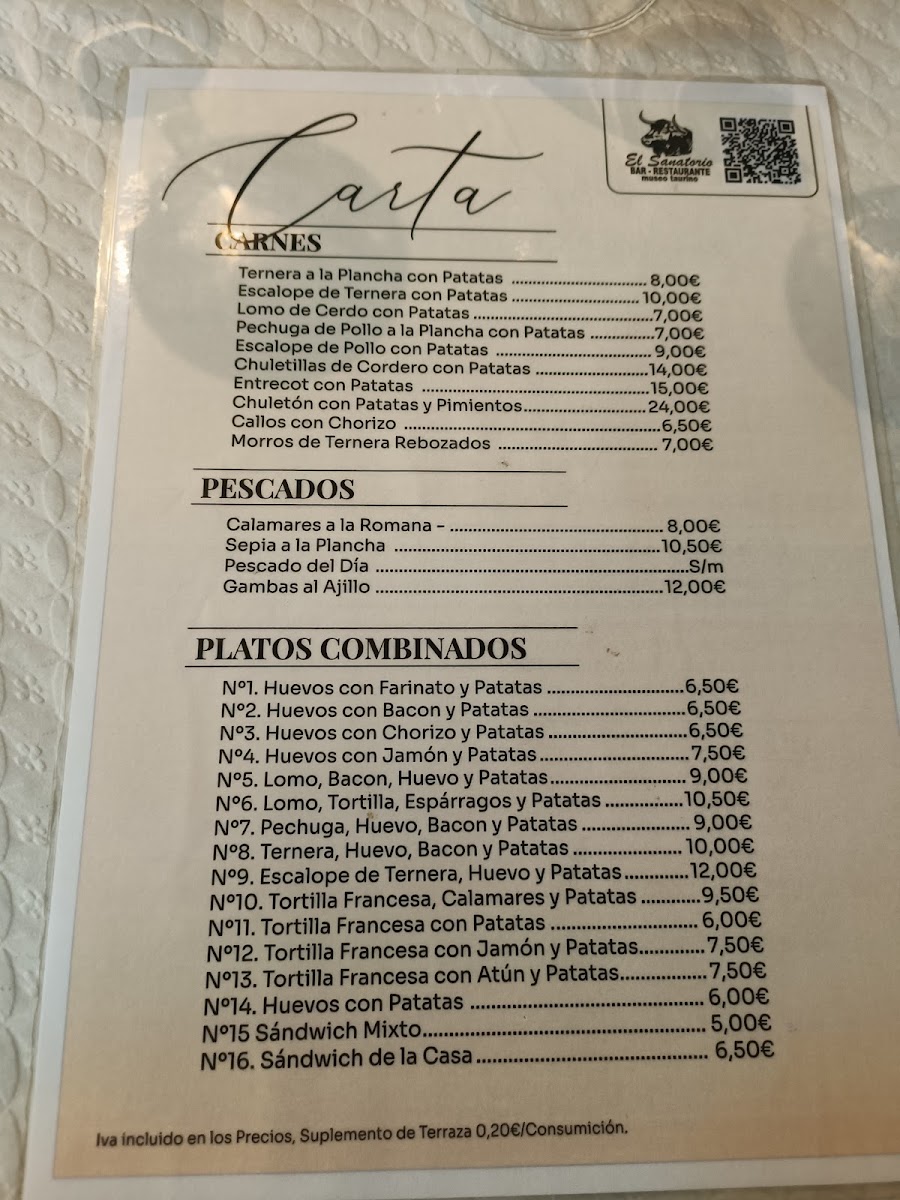 Carta
El Sanatorio
BAR - RESTAURANTE
museo taurino
CARNES
Ternera a la Plancha con Patatas ........................ 8,00€
Escalope de Ternera con Patatas ........................ 10,00€
Lomo de Cerdo con Patatas ........................7,00€
Pechuga de Pollo a la Plancha con Patatas ............7,00€
Escalope de Pollo con Patatas ........................ 9,00€
Chuletillas de Cordero con Patatas ....................14,00€
Entrecot con Patatas ........................15,00€
Chuletón con Patatas y Pimientos........................24,00€
Callos con Chorizo ........................6,50€
Morros de Ternera Rebozados ........................ 7,00€
PESCADOS
Calamares a la Romana - ........................ 8,00€
Sepia a la Plancha ........................10,50€
Pescado del Día ........................S/m
Gambas al Ajillo ........................12,00€
PLATOS COMBINADOS
Nº1. Huevos con Farinato y Patatas ........................6,50€
Nº2. Huevos con Bacon y Patatas ........................6,50€
Nº3. Huevos con Chorizo y Patatas ........................6,50€
Nº4. Huevos con Jamón y Patatas........................7,50€
Nº5. Lomo, Bacon, Huevo y Patatas........................ 9,00€
Nº6. Lomo, Tortilla, Espárragos y Patatas ..............10,50€
Nº7. Pechuga, Huevo, Bacon y Patatas .................. 9,00€
Nº8. Ternera, Huevo, Bacon y Patatas .................. 10,00€
Nº9. Escalope de Ternera, Huevo y Patatas............12,00€
Nº10. Tortilla Francesa, Calamares y Patatas ...........9,50€
Nº11. Tortilla Francesa con Patatas ........................ 6,00€
Nº12. Tortilla Francesa con Jamón y Patatas............7,50€
Nº13. Tortilla Francesa con Atún y Patatas...............7,50€
Nº14. Huevos con Patatas ........................ 6,00€
Nº15 Sándwich Mixto........................ 5,00€
Nº16. Sándwich de la Casa ........................ 6,50€
Iva incluido en los Precios, Suplemento de Terraza 0,20€/Consumición.